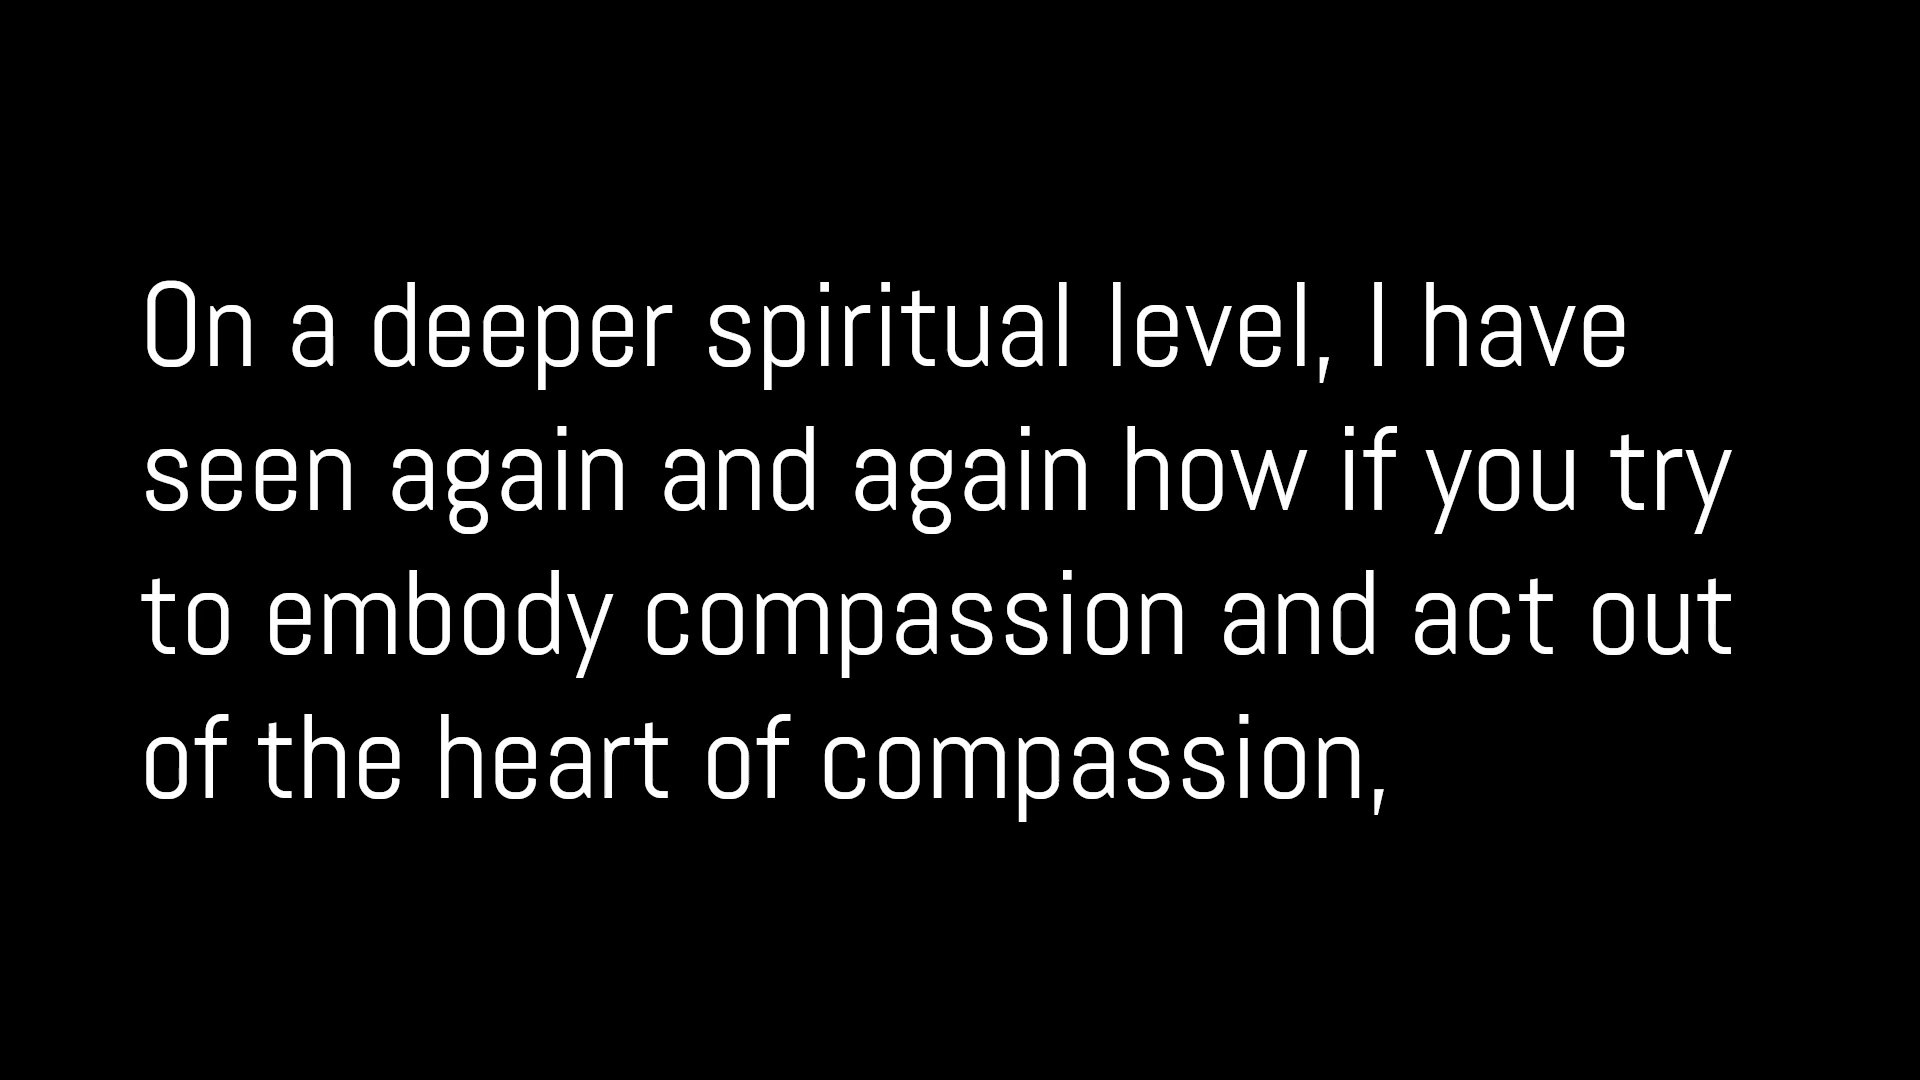 On a deeper spiritual level, I have
seen again and again how if you try
to embody compassion and act out
of the heart of compassion,